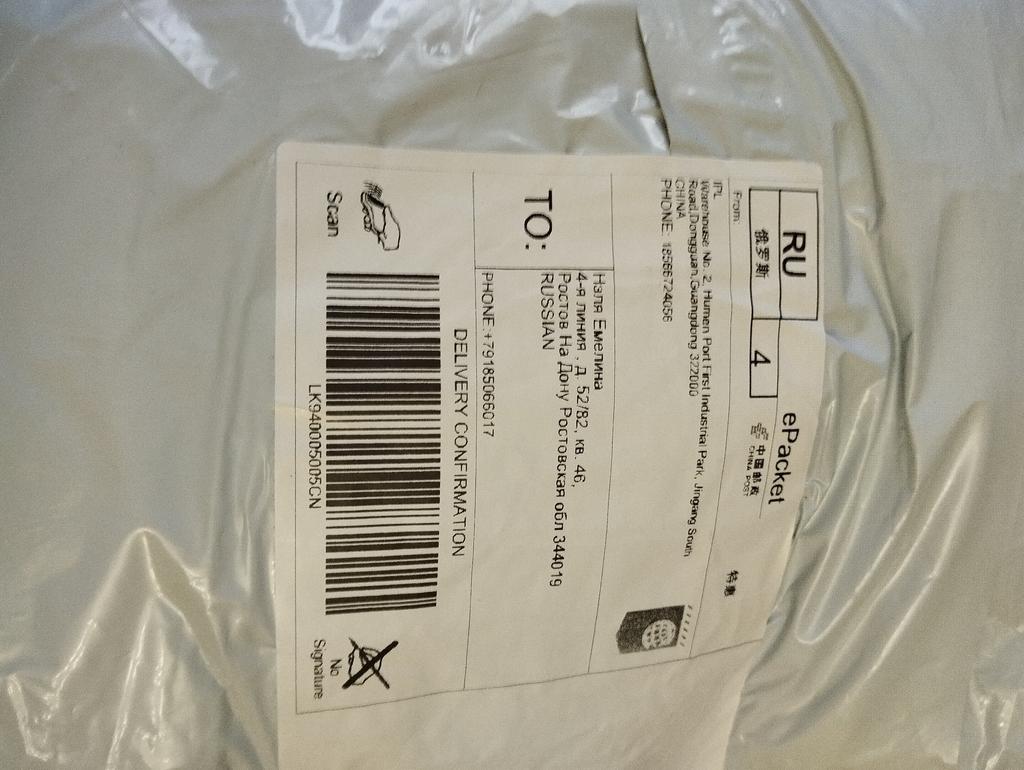 RU
俄罗斯
4
ePacket
中国邮政
CHINA POST
特惠
From:
IPL
Warehouse No. 2, Humen Port First Industrial Park, Jingang South
Road,Dongguan,Guangdong 322000
CHINA
PHONE: 18566724056
TO:
Нэля Емелина
4-я линия , д. 52/82, кв. 46,
Ростов На Дону Ростовская обл 344019
RUSSIAN
PHONE:+79185066017
DELIVERY CONFIRMATION
Scan
LK940005005CN
No
Signature